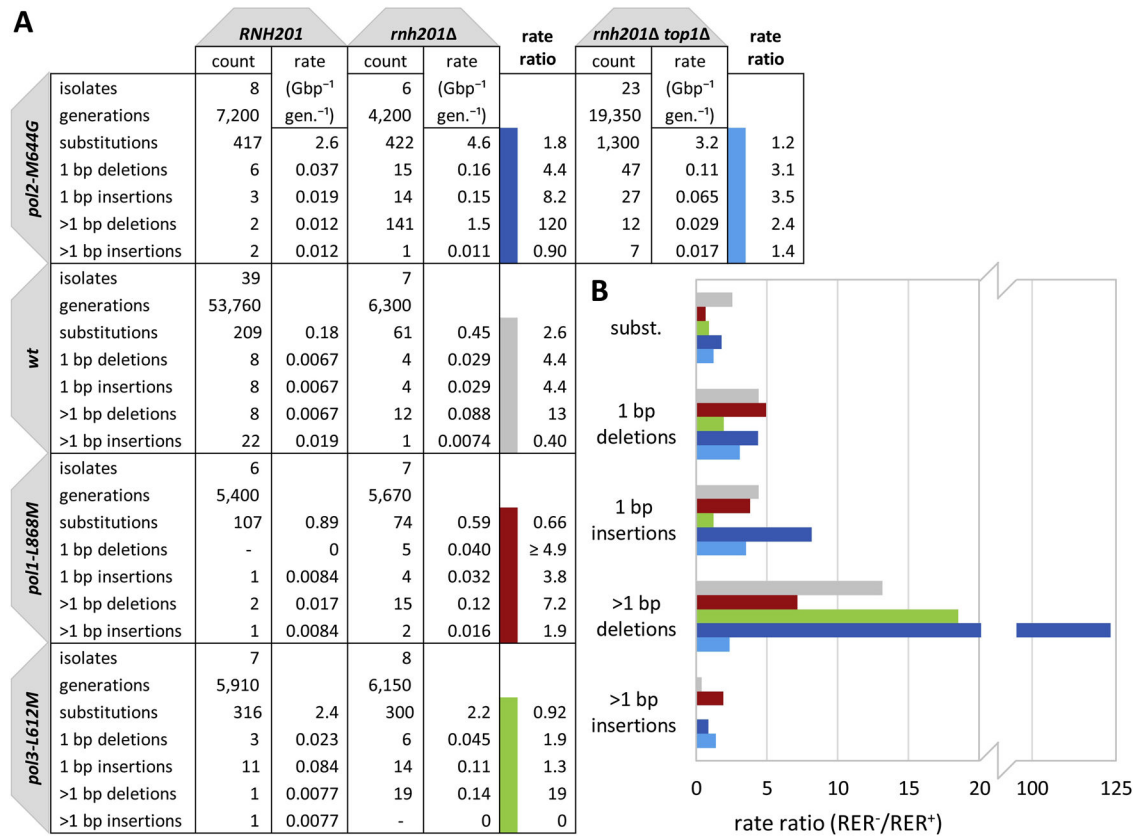 A
RNH201 rnh201Δ rate ratio rnh201Δ top1Δ rate ratio
count rate (Gbp⁻¹ gen.⁻¹) count rate (Gbp⁻¹ gen.⁻¹) count rate (Gbp⁻¹ gen.⁻¹)
pol2-M644G
isolates 8 6 23
generations 7,200 4,200 19,350
substitutions 417 2.6 422 4.6 1.8 1,300 3.2 1.2
1 bp deletions 6 0.037 15 0.16 4.4 47 0.11 3.1
1 bp insertions 3 0.019 14 0.15 8.2 27 0.065 3.5
>1 bp deletions 2 0.012 141 1.5 120 12 0.029 2.4
>1 bp insertions 2 0.012 1 0.011 0.90 7 0.017 1.4
wt
isolates 39 7
generations 53,760 6,300
substitutions 209 0.18 61 0.45 2.6
1 bp deletions 8 0.0067 4 0.029 4.4
1 bp insertions 8 0.0067 4 0.029 4.4
>1 bp deletions 8 0.0067 12 0.088 13
>1 bp insertions 22 0.019 1 0.0074 0.40
pol1-L868M
isolates 6 7
generations 5,400 5,670
substitutions 107 0.89 74 0.59 0.66
1 bp deletions - 0 5 0.040 ≥ 4.9
1 bp insertions 1 0.0084 4 0.032 3.8
>1 bp deletions 2 0.017 15 0.12 7.2
>1 bp insertions 1 0.0084 2 0.016 1.9
pol3-L612M
isolates 7 8
generations 5,910 6,150
substitutions 316 2.4 300 2.2 0.92
1 bp deletions 3 0.023 6 0.045 1.9
1 bp insertions 11 0.084 14 0.11 1.3
>1 bp deletions 1 0.0077 19 0.14 19
>1 bp insertions 1 0.0077 - 0 0
B
subst.
1 bp
deletions
1 bp
insertions
>1 bp
deletions
>1 bp
insertions
0 5 10 15 20 100 125
rate ratio (RER⁻/RER⁺)